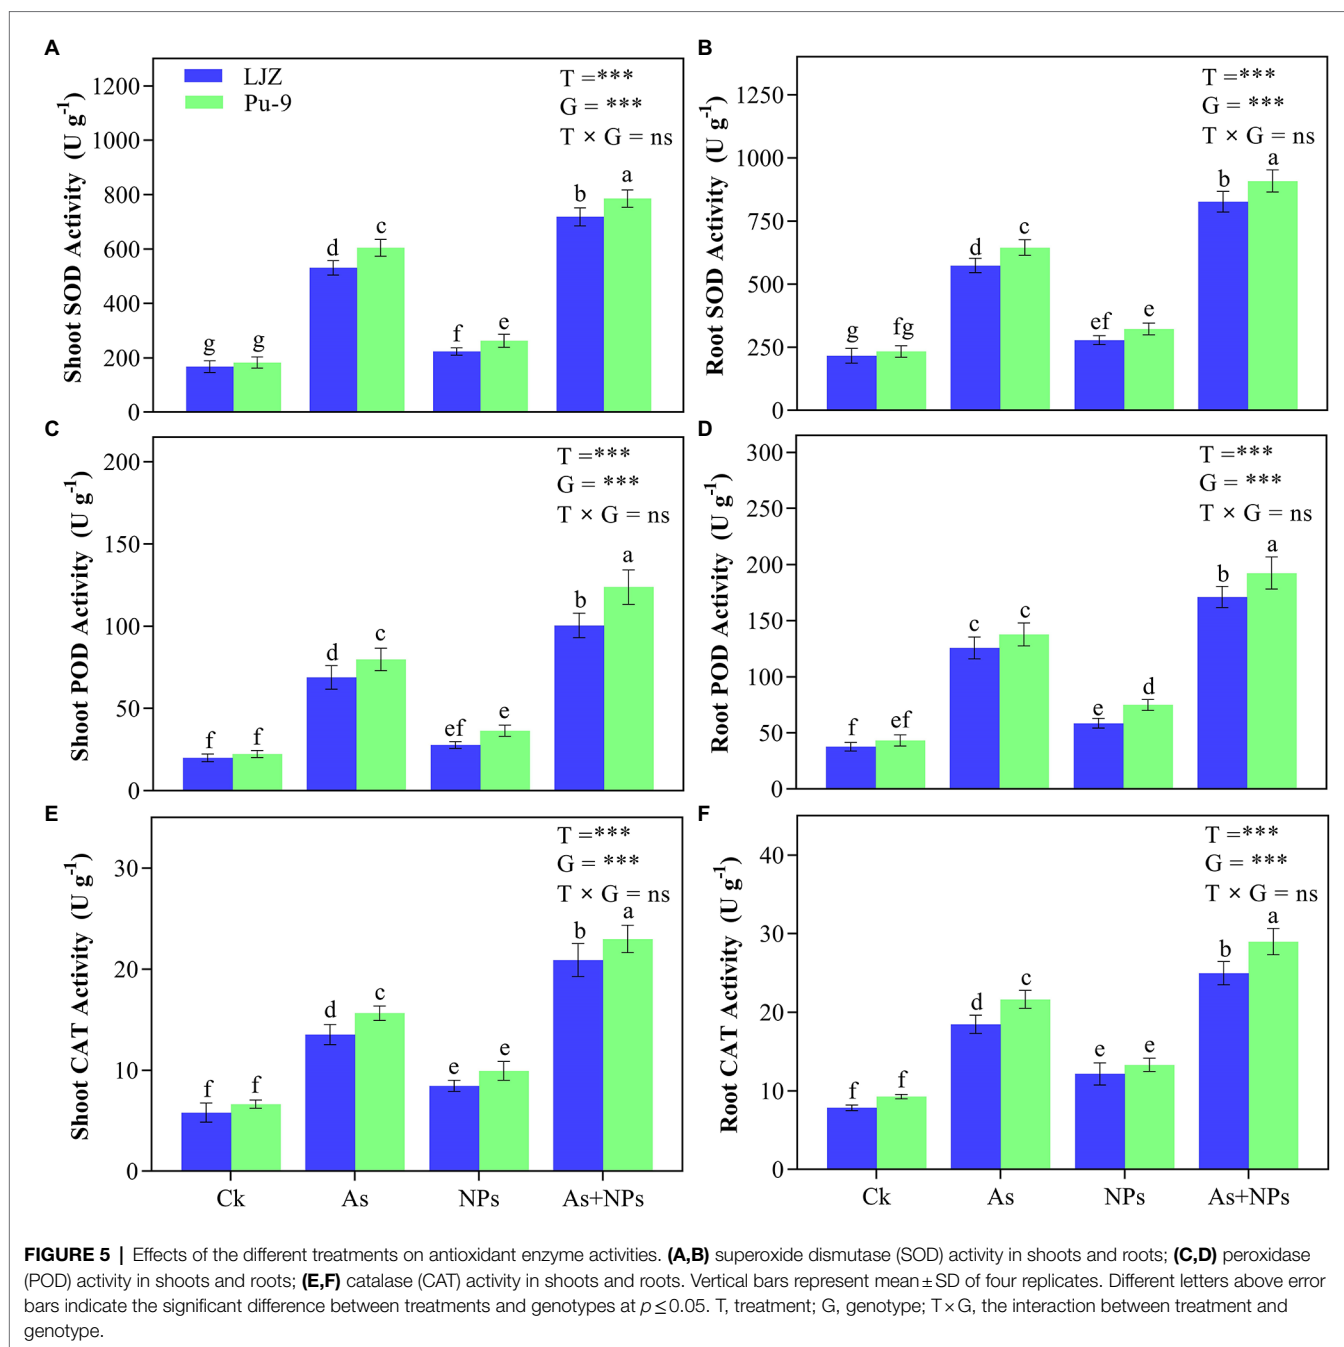 A
Shoot SOD Activity (U g⁻¹)
1200
1000
800
600
400
200
0
LJZ
Pu-9
T =***
G = ***
T × G = ns
g
g
d
c
f
e
b
a
B
Root SOD Activity (U g⁻¹)
1250
1000
750
500
250
0
T =***
G = ***
T × G = ns
g
fg
d
c
ef
e
b
a
C
Shoot POD Activity (U g⁻¹)
200
150
100
50
0
T =***
G = ***
T × G = ns
f
f
d
c
ef
e
b
a
D
Root POD Activity (U g⁻¹)
300
250
200
150
100
50
0
T =***
G = ***
T × G = ns
f
ef
c
c
e
d
b
a
E
Shoot CAT Activity (U g⁻¹)
30
20
10
0
T =***
G = ***
T × G = ns
f
f
d
c
e
e
b
a
Ck
As
NPs
As+NPs
F
Root CAT Activity (U g⁻¹)
40
30
20
10
0
T =***
G = ***
T × G = ns
f
f
d
c
e
e
b
a
Ck
As
NPs
As+NPs
FIGURE 5 | Effects of the different treatments on antioxidant enzyme activities. (A,B) superoxide dismutase (SOD) activity in shoots and roots; (C,D) peroxidase
(POD) activity in shoots and roots; (E,F) catalase (CAT) activity in shoots and roots. Vertical bars represent mean ± SD of four replicates. Different letters above error
bars indicate the significant difference between treatments and genotypes at p ≤ 0.05. T, treatment; G, genotype; T × G, the interaction between treatment and
genotype.